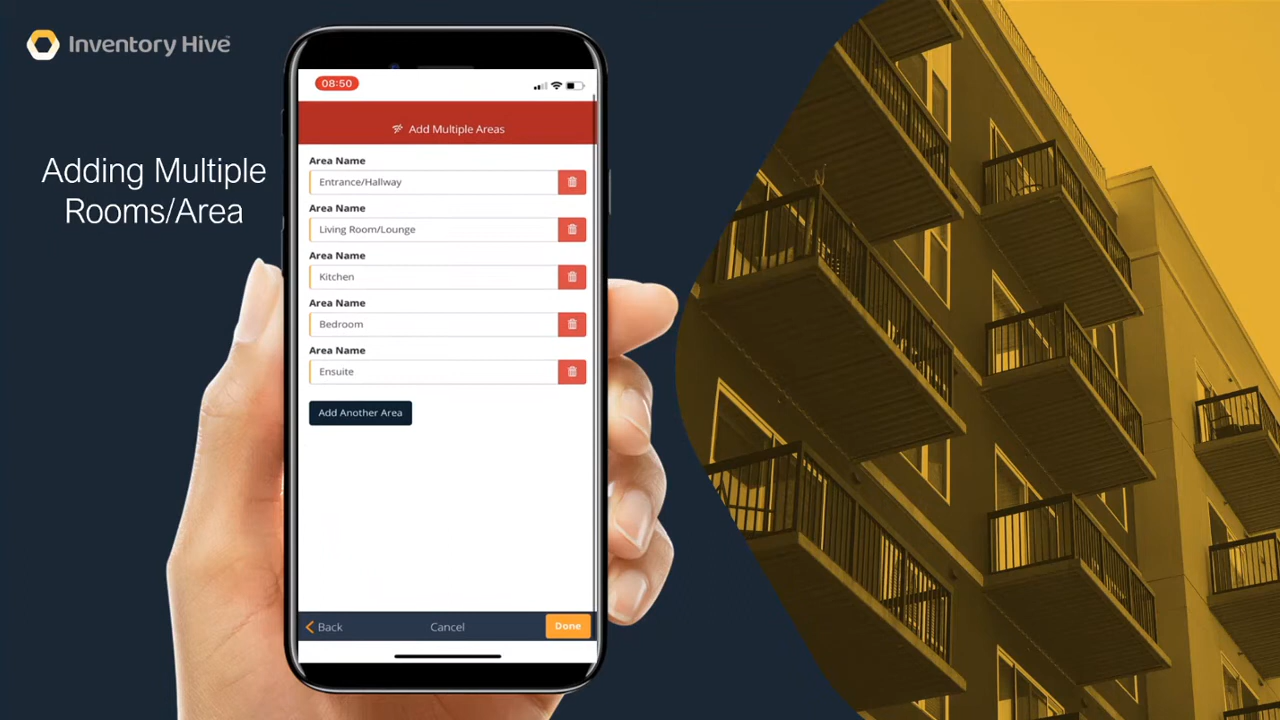 Inventory Hive™
Adding Multiple
Rooms/Area
08:50
Add Multiple Areas
Area Name
Entrance/Hallway
Area Name
Living Room/Lounge
Area Name
Kitchen
Area Name
Bedroom
Area Name
Ensuite
Add Another Area
Back
Cancel
Done